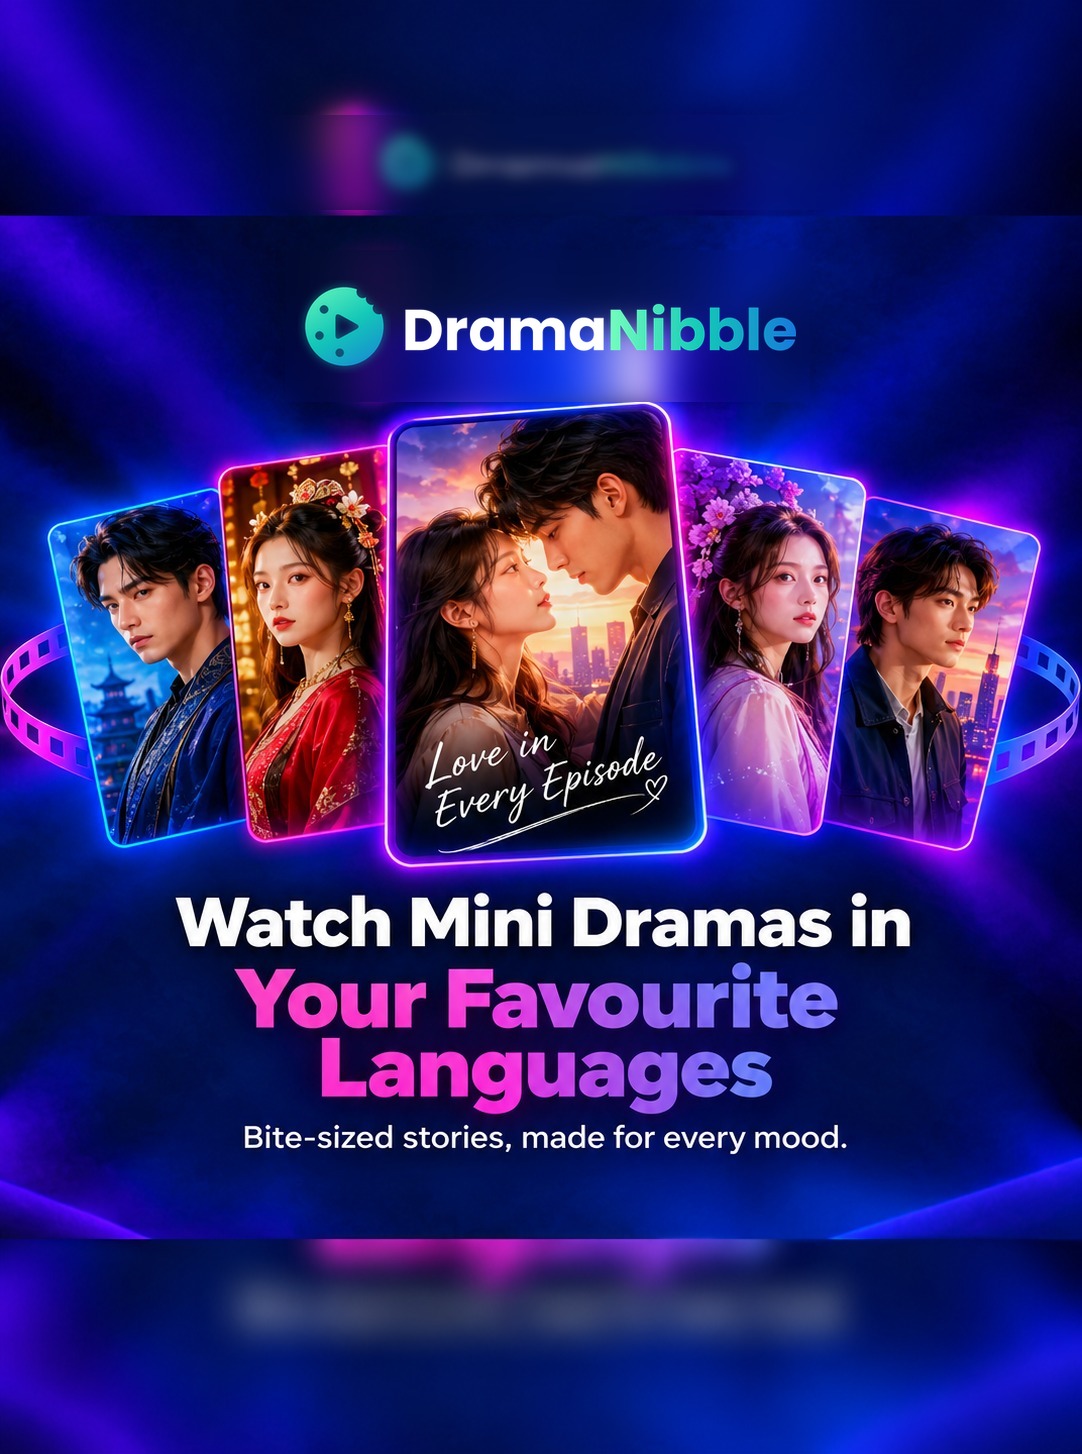 DramaNibble
Love in
Every Episode
Watch Mini Dramas in
Your Favourite
Languages
Bite-sized stories, made for every mood.